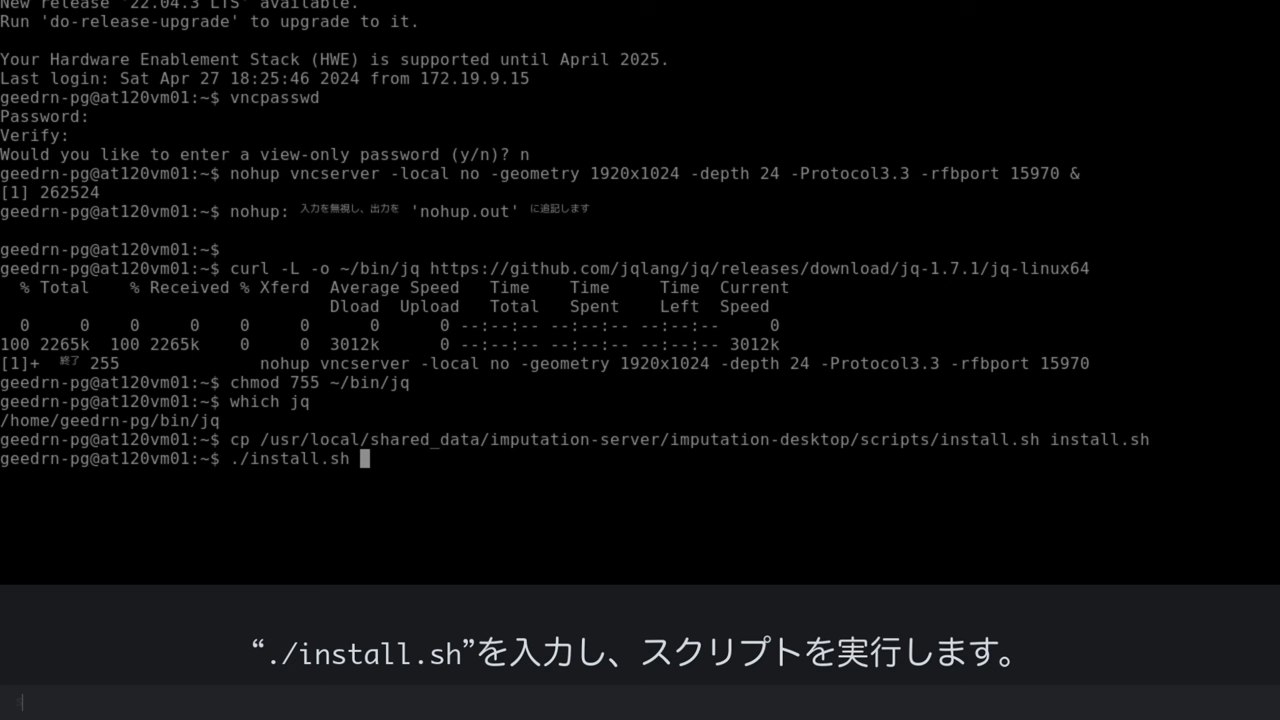 New release '22.04.3 LTS' available.
Run 'do-release-upgrade' to upgrade to it.
Your Hardware Enablement Stack (HWE) is supported until April 2025.
Last login: Sat Apr 27 18:25:46 2024 from 172.19.9.15
geedrn-pg@at120vm01:~$ vncpasswd
Password:
Verify:
Would you like to enter a view-only password (y/n)? n
geedrn-pg@at120vm01:~$ nohup vncserver -local no -geometry 1920x1024 -depth 24 -Protocol3.3 -rfbport 15970 &
[1] 262524
geedrn-pg@at120vm01:~$ nohup: 入力を無視し、出力を 'nohup.out' に追記します
geedrn-pg@at120vm01:~$
geedrn-pg@at120vm01:~$ curl -L -o ~/bin/jq https://github.com/jqlang/jq/releases/download/jq-1.7.1/jq-linux64
  % Total    % Received % Xferd  Average Speed   Time    Time     Time  Current
                                 Dload  Upload   Total   Spent    Left  Speed
  0     0    0     0    0     0      0      0 --:--:-- --:--:-- --:--:--     0
100 2265k  100 2265k    0     0  3012k      0 --:--:-- --:--:-- --:--:-- 3012k
[1]+  終了 255              nohup vncserver -local no -geometry 1920x1024 -depth 24 -Protocol3.3 -rfbport 15970
geedrn-pg@at120vm01:~$ chmod 755 ~/bin/jq
geedrn-pg@at120vm01:~$ which jq
/home/geedrn-pg/bin/jq
geedrn-pg@at120vm01:~$ cp /usr/local/shared_data/imputation-server/imputation-desktop/scripts/install.sh install.sh
geedrn-pg@at120vm01:~$ ./install.sh
“./install.sh”を入力し、スクリプトを実行します。